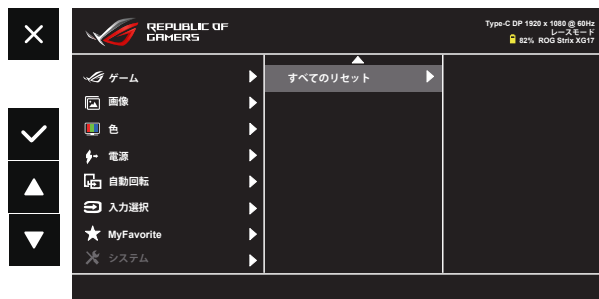 REPUBLIC OF
GAMERS
Type-C DP 1920 x 1080 @ 60Hz
レースモード
82% ROG Strix XG17
ゲーム
すべてのリセット
画像
色
電源
自動回転
入力選択
MyFavorite
システム